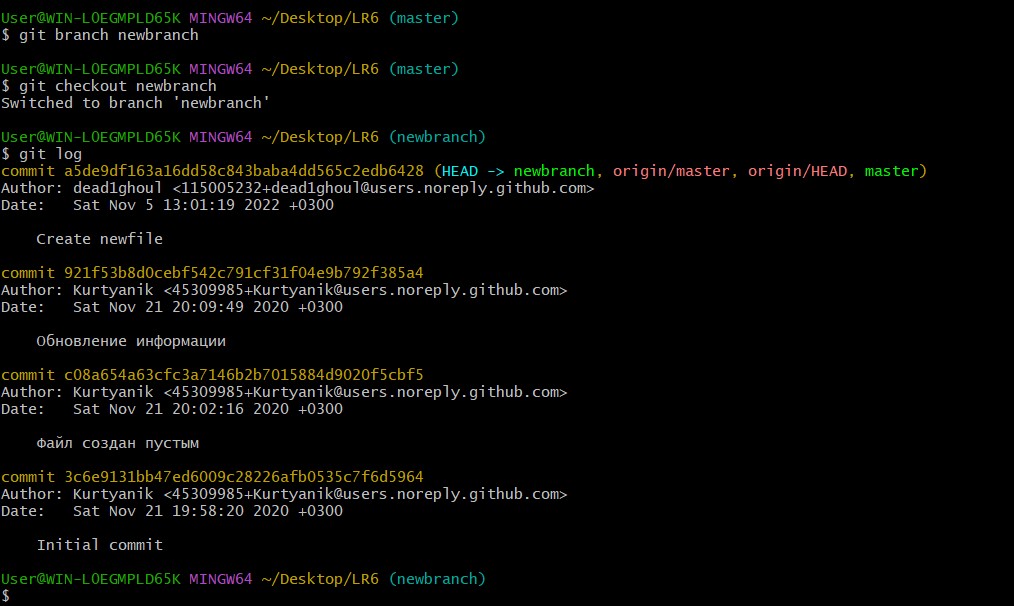 User@WIN-LOEGMPLD65K MINGW64 ~/Desktop/LR6 (master)
$ git branch newbranch
User@WIN-LOEGMPLD65K MINGW64 ~/Desktop/LR6 (master)
$ git checkout newbranch
Switched to branch 'newbranch'
User@WIN-LOEGMPLD65K MINGW64 ~/Desktop/LR6 (newbranch)
$ git log
commit a5de9df163a16dd58c843baba4dd565c2edb6428 (HEAD -> newbranch, origin/master, origin/HEAD, master)
Author: dead1ghoul <115005232+dead1ghoul@users.noreply.github.com>
Date:   Sat Nov 5 13:01:19 2022 +0300
    Create newfile
commit 921f53b8d0cebf542c791cf31f04e9b792f385a4
Author: Kurtyanik <45309985+Kurtyanik@users.noreply.github.com>
Date:   Sat Nov 21 20:09:49 2020 +0300
    Обновление информации
commit c08a654a63cfc3a7146b2b7015884d9020f5cbf5
Author: Kurtyanik <45309985+Kurtyanik@users.noreply.github.com>
Date:   Sat Nov 21 20:02:16 2020 +0300
    Файл создан пустым
commit 3c6e9131bb47ed6009c28226afb0535c7f6d5964
Author: Kurtyanik <45309985+Kurtyanik@users.noreply.github.com>
Date:   Sat Nov 21 19:58:20 2020 +0300
    Initial commit
User@WIN-LOEGMPLD65K MINGW64 ~/Desktop/LR6 (newbranch)
$